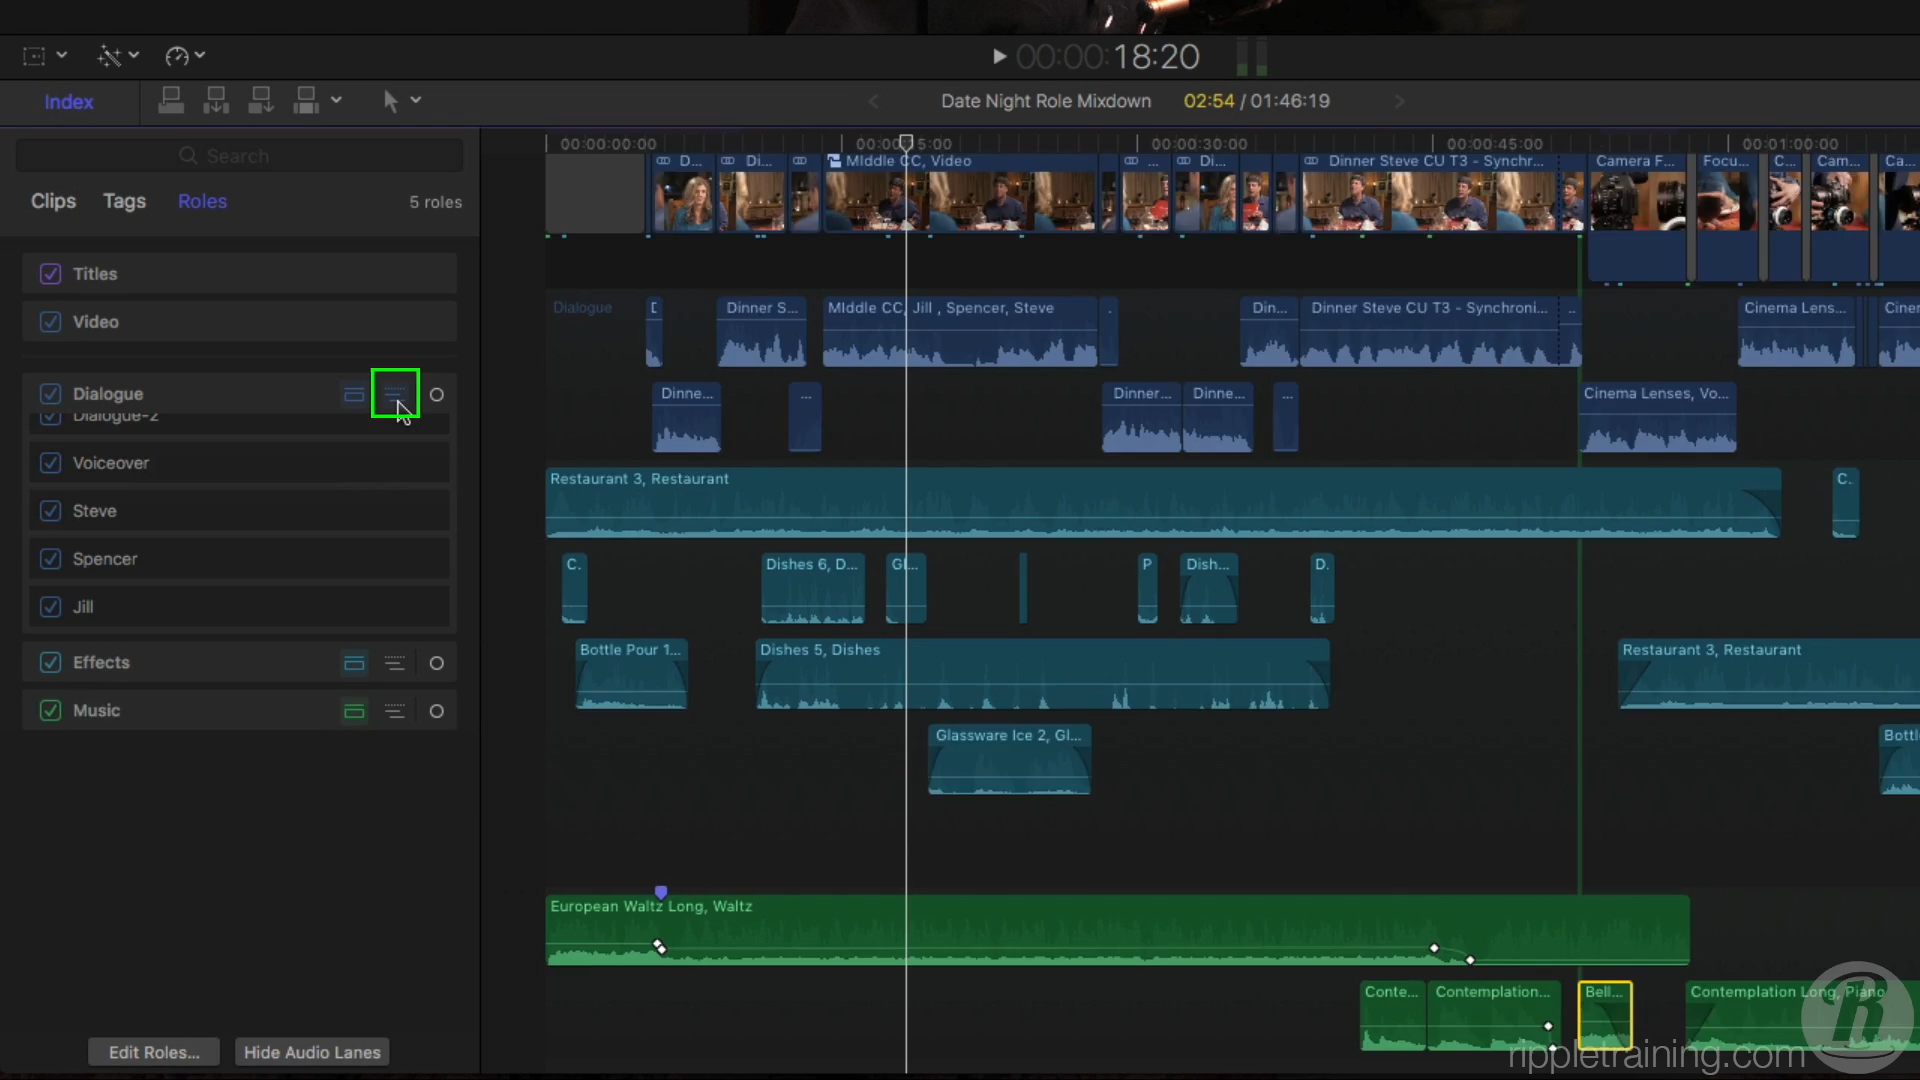 00:00:00:18:20
Index
Date Night Role Mixdown 02:54 / 01:46:19
Search
Clips Tags Roles 5 roles
Titles
Video
Dialogue
Dialogue-2
Voiceover
Steve
Spencer
Jill
Effects
Music
Edit Roles... Hide Audio Lanes
00:00:00:00 00:00:15:00 00:00:30:00 00:00:45:00 00:01:00:00
D... Di... MIddle CC, Video ... Di... Dinner Steve CU T3 - Synchr... Camera F... Focu... C... Cam... Ca...
Dialogue Dinner S... MIddle CC, Jill , Spencer, Steve . Din... Dinner Steve CU T3 - Synchroni... .. Cinema Lens... Ciner
Dinne... ... Dinner... Dinne... ... Cinema Lenses, Vo...
Restaurant 3, Restaurant C.
C. Dishes 6, D... Gl... P Dish... D.
Bottle Pour 1... Dishes 5, Dishes Restaurant 3, Restaurant
Glassware Ice 2, Gl... Bottl
European Waltz Long, Waltz
Conte... Contemplation... Bell... Contemplation Long, Piano
rippletraining.com